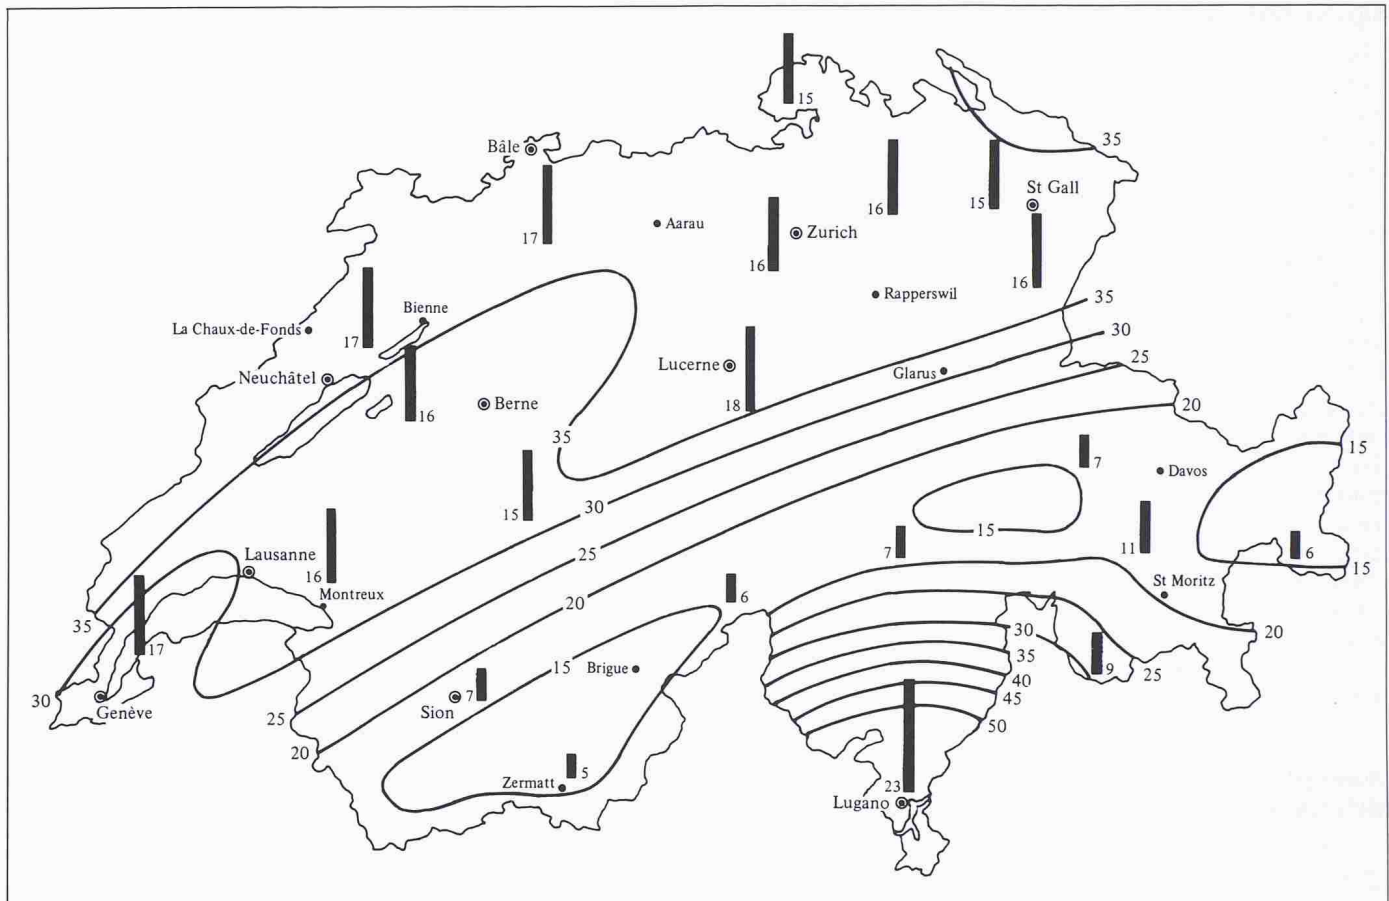 15
35
Bâle
St Gall
16
15
Aarau
Zurich
17
16
16
35
Rapperswil
Bienne
La Chaux-de-Fonds
30
17
25
Lucerne
Glarus
Neuchâtel
20
Berne
18
16
35
15
7
Davos
30
15
15
25
7
11
6
Lausanne
15
16
St Moritz
Montreux
20
6
35
30
20
17
35
15
Brigue
9
25
40
30
7
45
Genève
Sion
25
50
20
5
Zermatt
23
Lugano